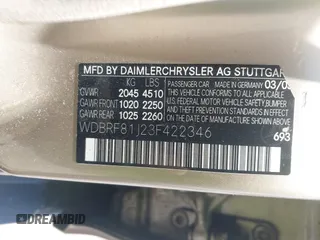 MFD BY DAIMLERCHRYSLER AG STUTTGAR
PASSENGER CAR MADE IN GERMANY 03/03
KG LBS
GVWR 2045 4510
GAWR FRONT 1020 2250
GAWR REAR 1025 2260
THIS VEHICLE CONFORMS TO ALL APPLICABLE
U.S. FEDERAL MOTOR VEHICLE SAFETY, BUMPER
AND THEFT PREVENTION STANDARDS IN EFFECT
ON THE DATE OF MANUFACTURE SHOWN ABOVE
WDBRF81J23F422346
693
DREAMBID